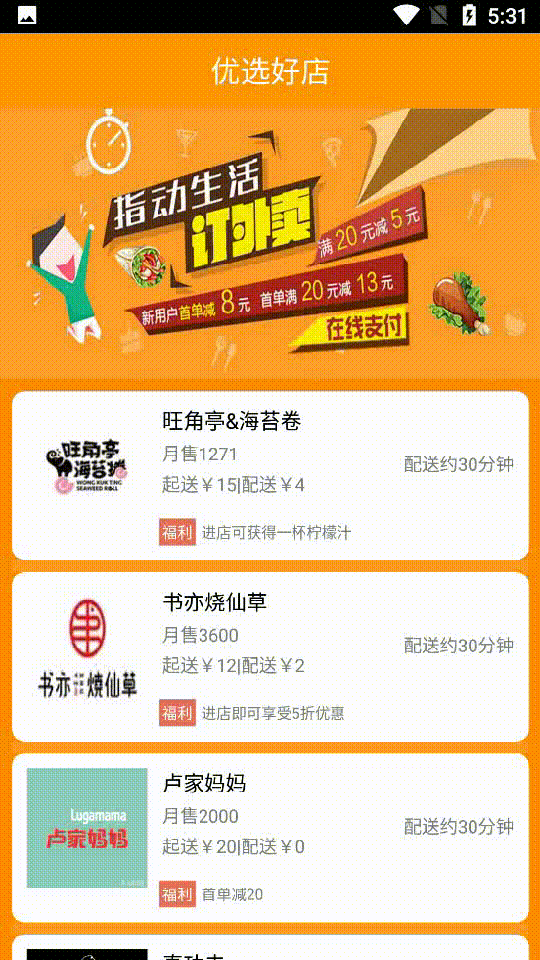 5:31
优选好店
指动生活
订外卖
满20元减5元
新用户首单减8元 首单满20元减13元
在线支付
旺角亭&海苔卷
月售1271
配送约30分钟
起送￥15|配送￥4
福利 进店可获得一杯柠檬汁
旺角亭
海苔卷
WONG KUK TING
SEAWEED ROLL
书亦烧仙草
月售3600
配送约30分钟
起送￥12|配送￥2
福利 进店即可享受5折优惠
书亦 燒仙草
卢家妈妈
月售2000
配送约30分钟
起送￥20|配送￥0
福利 首单减20
Lugamama
卢家妈妈